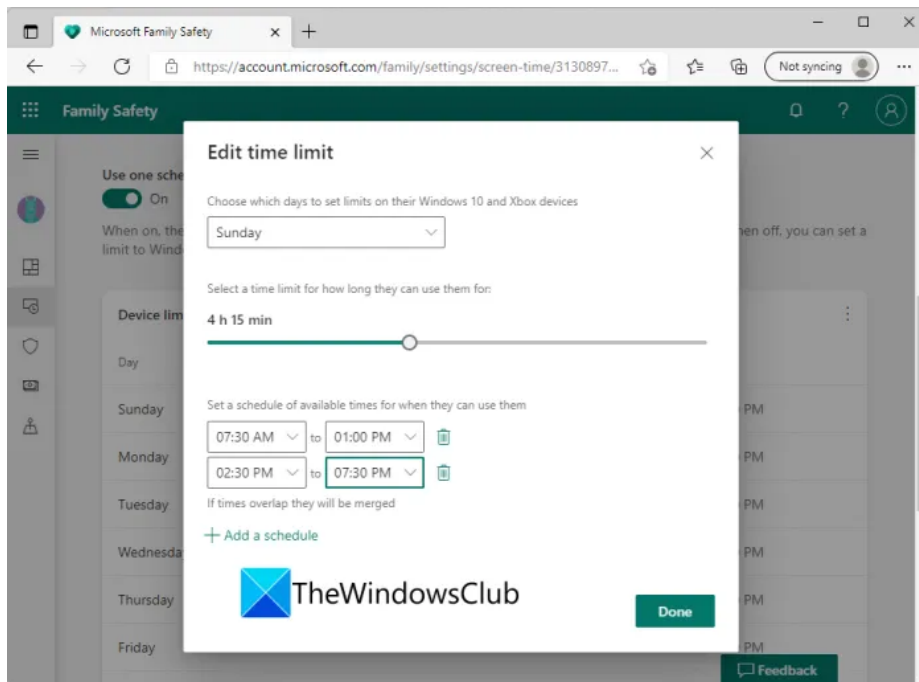 Microsoft Family Safety
https://account.microsoft.com/family/settings/screen-time/3130897...
Not syncing
Family Safety
Edit time limit
Use one sche
On
When on, the
hen off, you can set a
limit to Wind
Choose which days to set limits on their Windows 10 and Xbox devices
Sunday
Select a time limit for how long they can use them for:
4 h 15 min
Device lim
Day
Set a schedule of available times for when they can use them
Sunday
PM
07:30 AM to 01:00 PM
Monday
PM
02:30 PM to 07:30 PM
Tuesday
PM
If times overlap they will be merged
Add a schedule
Wednesda
PM
TheWindowsClub
Thursday
PM
Done
Friday
PM
Feedback